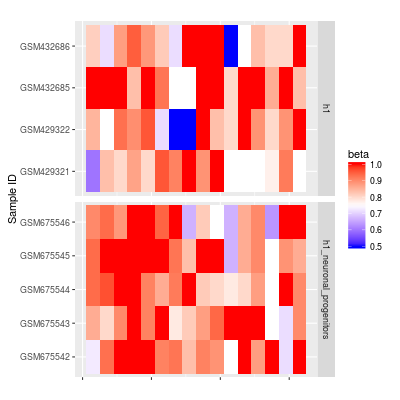 GSM432686
GSM432685
GSM429322
GSM429321
h1
GSM675546
GSM675545
GSM675544
GSM675543
GSM675542
h1_neuronal_progenitors
Sample ID
beta
1.0
0.9
0.8
0.7
0.6
0.5